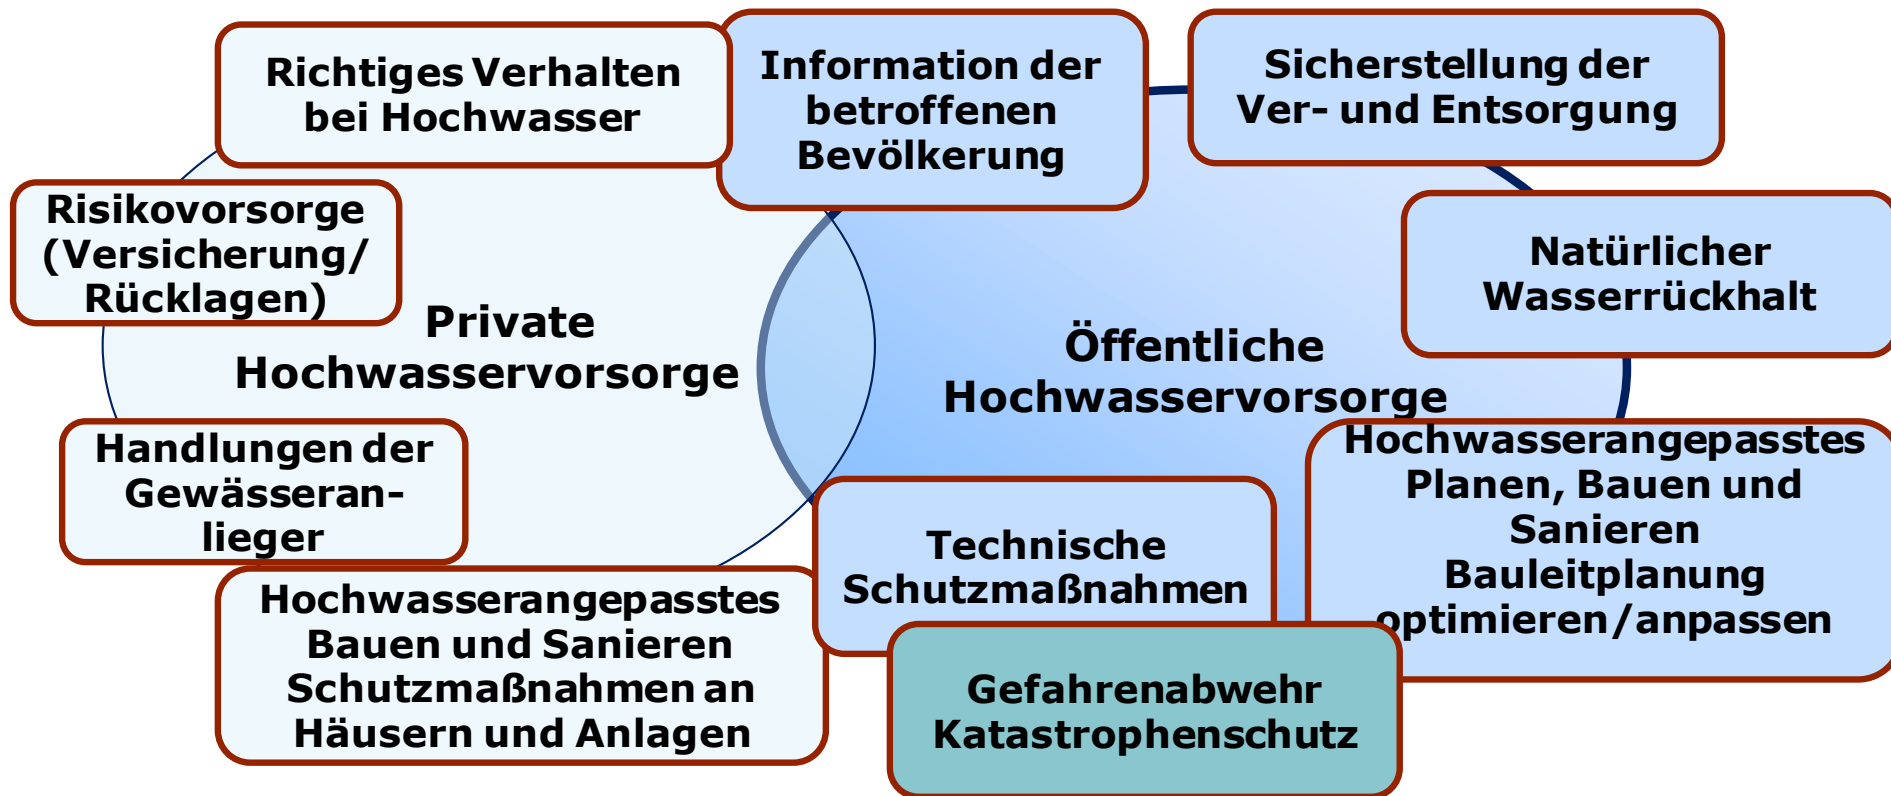 Richtiges Verhalten
bei Hochwasser
Information der
betroffenen
Bevölkerung
Sicherstellung der
Ver- und Entsorgung
Risikovorsorge
(Versicherung/
Rücklagen)
Natürlicher
Wasserrückhalt
Private
Hochwasservorsorge
Öffentliche
Hochwasservorsorge
Handlungen der
Gewässeran-
lieger
Hochwasserangepasstes
Planen, Bauen und
Sanieren
Bauleitplanung
optimieren/anpassen
Technische
Schutzmaßnahmen
Hochwasserangepasstes
Bauen und Sanieren
Schutzmaßnahmen an
Häusern und Anlagen
Gefahrenabwehr
Katastrophenschutz